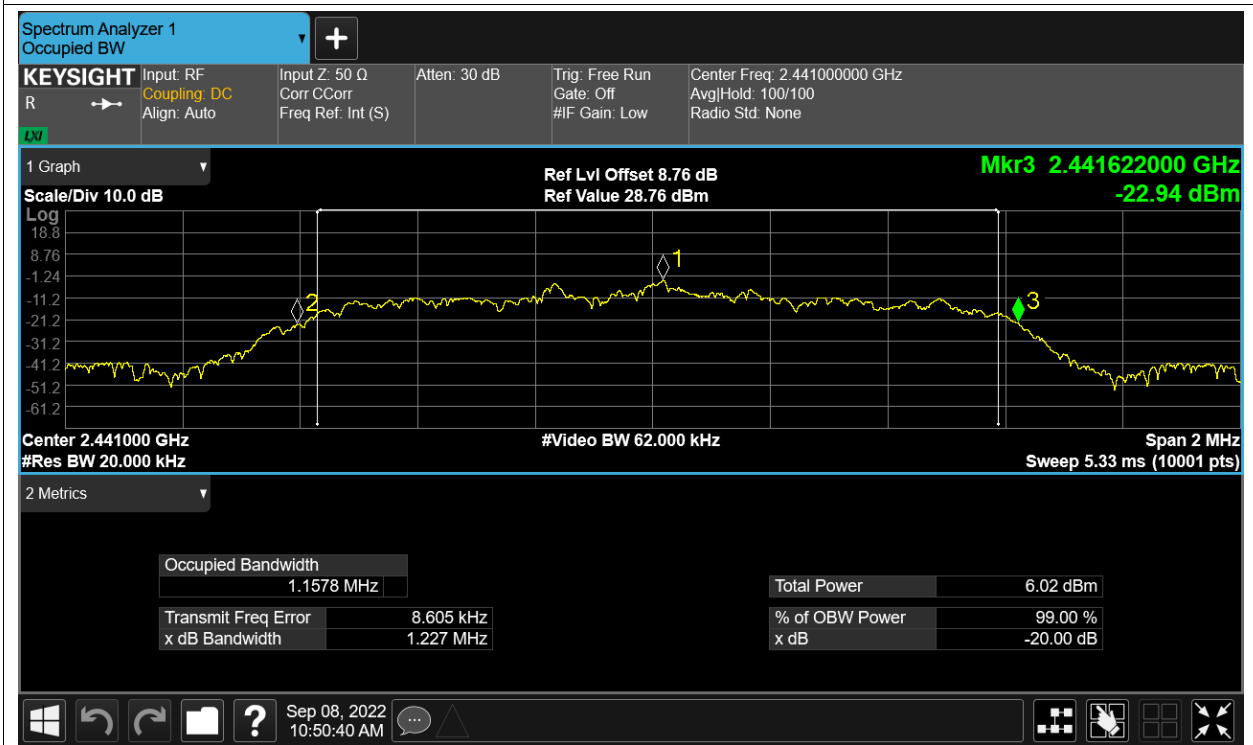 Spectrum Analyzer 1
Occupied BW
+
KEYSIGHT Input: RF Input Z: 50 Ω Atten: 30 dB Trig: Free Run Center Freq: 2.441000000 GHz
R Coupling: DC Corr CCorr Gate: Off Avg|Hold: 100/100
Align: Auto Freq Ref: Int (S) #IF Gain: Low Radio Std: None
LXI
1 Graph Ref Lvl Offset 8.76 dB Mkr3 2.441622000 GHz
Scale/Div 10.0 dB Ref Value 28.76 dBm -22.94 dBm
Log
18.8
8.76
-1.24
-11.2
-21.2
-31.2
-41.2
-51.2
-61.2
1
2
3
Center 2.441000 GHz #Video BW 62.000 kHz Span 2 MHz
#Res BW 20.000 kHz Sweep 5.33 ms (10001 pts)
2 Metrics
Occupied Bandwidth
1.1578 MHz Total Power 6.02 dBm
Transmit Freq Error 8.605 kHz % of OBW Power 99.00 %
x dB Bandwidth 1.227 MHz x dB -20.00 dB
? Sep 08, 2022
10:50:40 AM